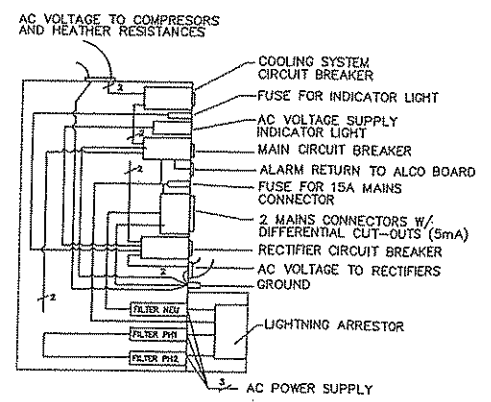 AC VOLTAGE TO COMPRESORS
AND HEATHER RESISTANCES
COOLING SYSTEM
CIRCUIT BREAKER
FUSE FOR INDICATOR LIGHT
AC VOLTAGE SUPPLY
INDICATOR LIGHT
MAIN CIRCUIT BREAKER
ALARM RETURN TO ALCO BOARD
FUSE FOR 15A MAINS
CONNECTOR
2 MAINS CONNECTORS W/.
DIFFERENTIAL CUT-OUTS (5mA)
RECTIFIER CIRCUIT BREAKER
AC VOLTAGE TO RECTIFIERS
GROUND
2
2
2
2
2
FILTER NEU
FILTER PH1
FILTER PH2
LIGHTNING ARRESTOR
3
AC POWER SUPPLY